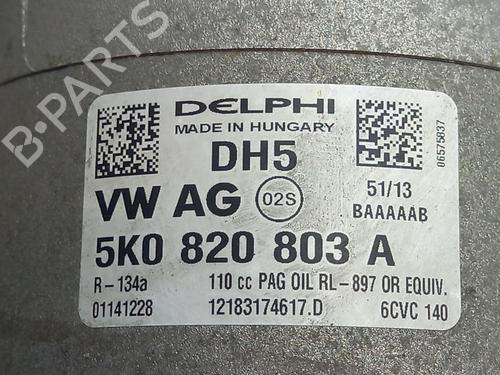 B-PARTS
DELPHI
MADE IN HUNGARY
DH5
06575837
VW AG 02S
51/13
BAAAAAB
5K0 820 803 A
R-134a 110 cc PAG OIL RL-897 OR EQUIV.
01141228 12183174617.D 6CVC 140